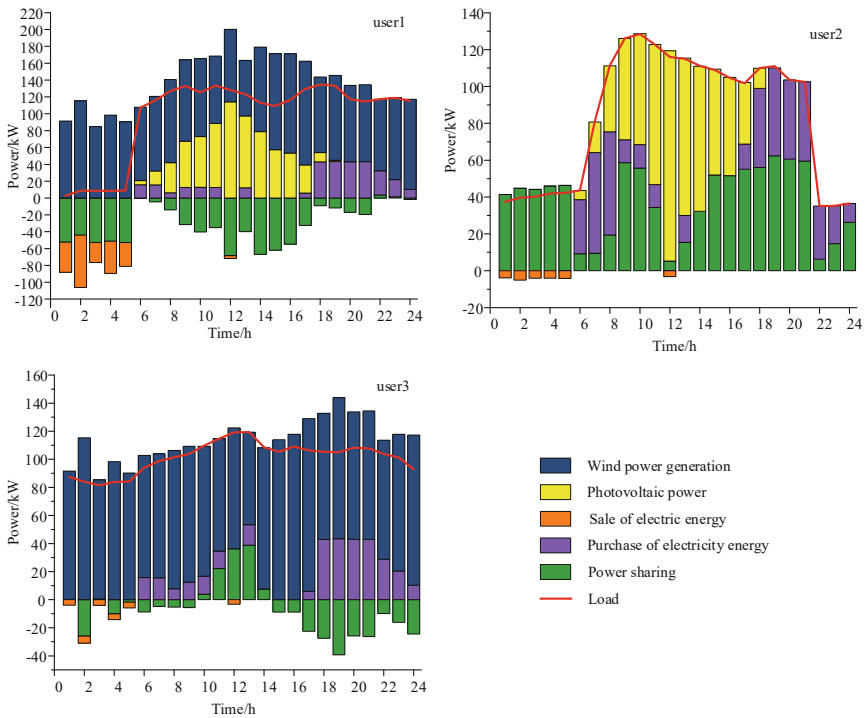 user1
Power/kW
220
200
180
160
140
120
100
80
60
40
20
0
-20
-40
-60
-80
-100
-120
0 2 4 6 8 10 12 14 16 18 20 22 24
Time/h
user2
Power/kW
140
120
100
80
60
40
20
0
-20
0 2 4 6 8 10 12 14 16 18 20 22 24
Time/h
user3
Power/kW
160
140
120
100
80
60
40
20
0
-20
-40
0 2 4 6 8 10 12 14 16 18 20 22 24
Time/h
Wind power generation
Photovoltaic power
Sale of electric energy
Purchase of electricity energy
Power sharing
Load